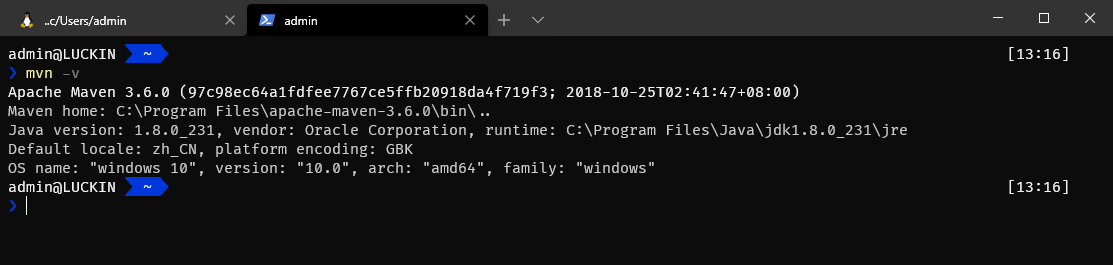 ..c/Users/admin
admin
admin@LUCKIN ~ [13:16]
❯ mvn -v
Apache Maven 3.6.0 (97c98ec64a1fdfee7767ce5ffb20918da4f719f3; 2018-10-25T02:41:47+08:00)
Maven home: C:\Program Files\apache-maven-3.6.0\bin\..
Java version: 1.8.0_231, vendor: Oracle Corporation, runtime: C:\Program Files\Java\jdk1.8.0_231\jre
Default locale: zh_CN, platform encoding: GBK
OS name: "windows 10", version: "10.0", arch: "amd64", family: "windows"
admin@LUCKIN ~ [13:16]
❯